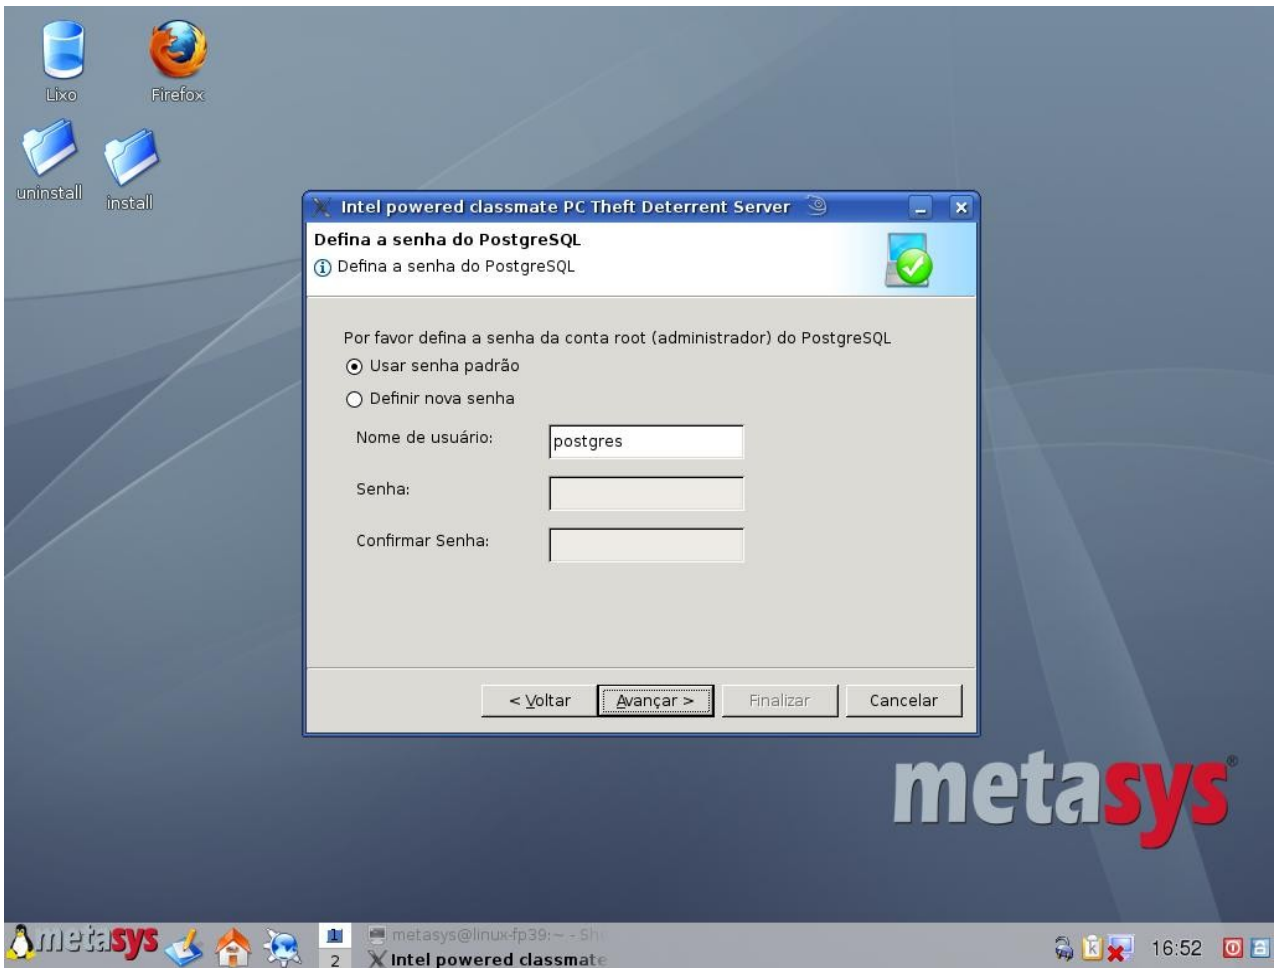 Lixo
Firefox
uninstall
install
Intel powered classmate PC Theft Deterrent Server
Defina a senha do PostgreSQL
Defina a senha do PostgreSQL
Por favor defina a senha da conta root (administrador) do PostgreSQL
Usar senha padrão
Definir nova senha
Nome de usuário:
postgres
Senha:
Confirmar Senha:
< Voltar
Avançar >
Finalizar
Cancelar
metasys®
metasys
1
2
metasys@linux-fp39:~ - Sh
Intel powered classmate
16:52